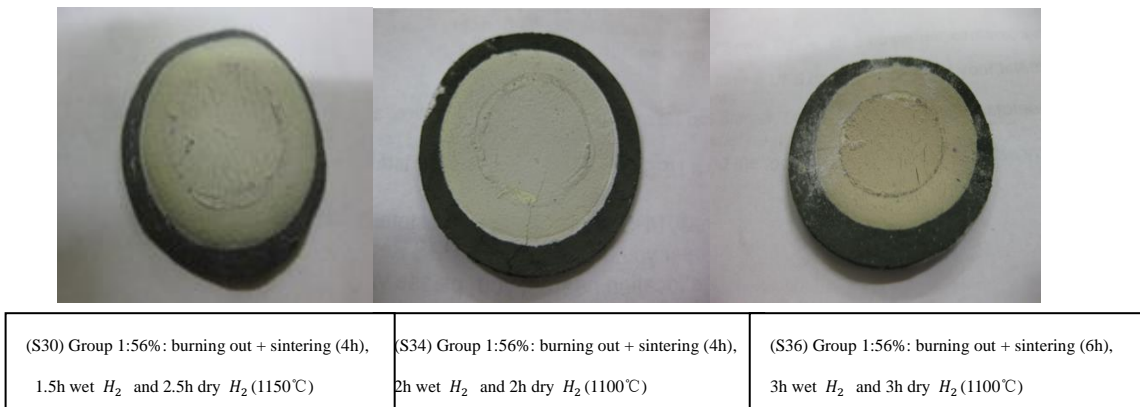 (S30) Group 1:56%: burning out + sintering (4h),
1.5h wet H₂ and 2.5h dry H₂ (1150℃)
(S34) Group 1:56%: burning out + sintering (4h),
2h wet H₂ and 2h dry H₂ (1100℃)
(S36) Group 1:56%: burning out + sintering (6h),
3h wet H₂ and 3h dry H₂ (1100℃)